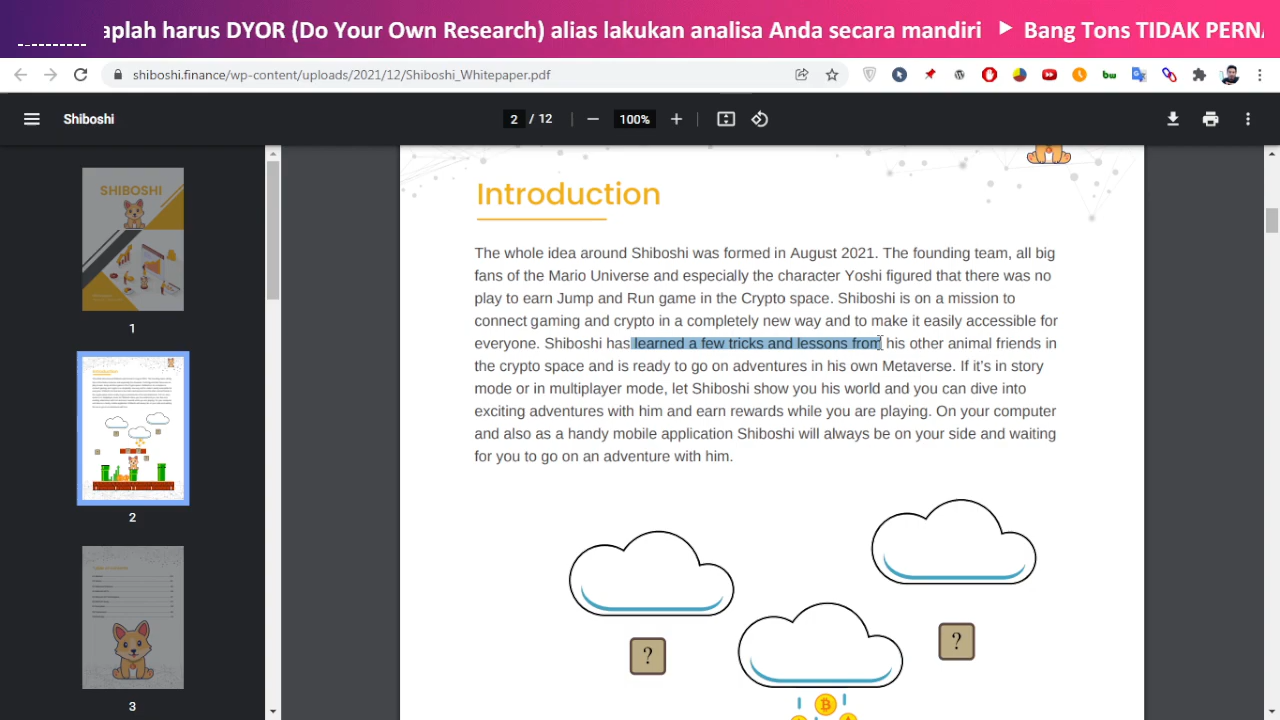 aplah harus DYOR (Do Your Own Research) alias lakukan analisa Anda secara mandiri ▶ Bang Tons TIDAK PERNA
shiboshi.finance/wp-content/uploads/2021/12/Shiboshi_Whitepaper.pdf
Shiboshi
2 / 12
100%
SHIBOSHI
1
2
3
Introduction
The whole idea around Shiboshi was formed in August 2021. The founding team, all big
fans of the Mario Universe and especially the character Yoshi figured that there was no
play to earn Jump and Run game in the Crypto space. Shiboshi is on a mission to
connect gaming and crypto in a completely new way and to make it easily accessible for
everyone. Shiboshi has learned a few tricks and lessons from his other animal friends in
the crypto space and is ready to go on adventures in his own Metaverse. If it's in story
mode or in multiplayer mode, let Shiboshi show you his world and you can dive into
exciting adventures with him and earn rewards while you are playing. On your computer
and also as a handy mobile application Shiboshi will always be on your side and waiting
for you to go on an adventure with him.
?
?